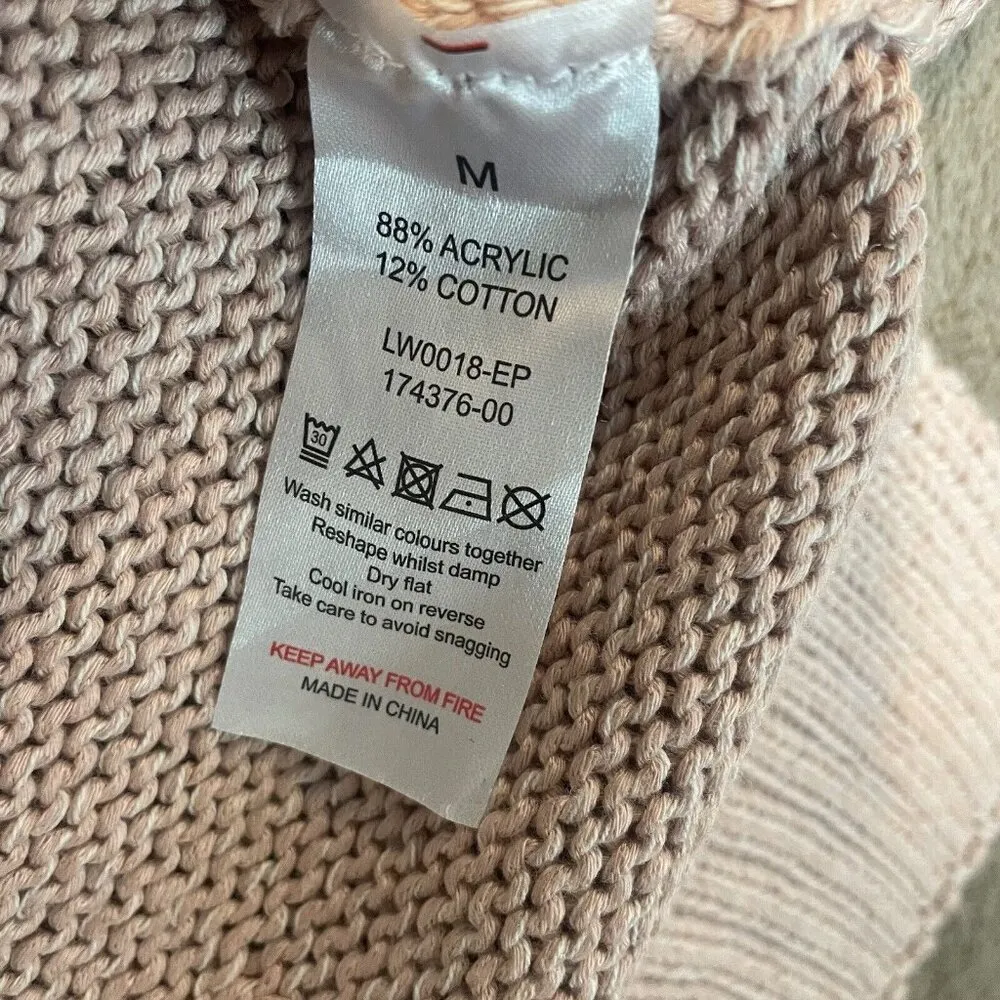 M
88% ACRYLIC
12% COTTON
LW0018-EP
174376-00
30
Wash similar colours together
Reshape whilst damp
Dry flat
Cool iron on reverse
Take care to avoid snagging
KEEP AWAY FROM FIRE
MADE IN CHINA